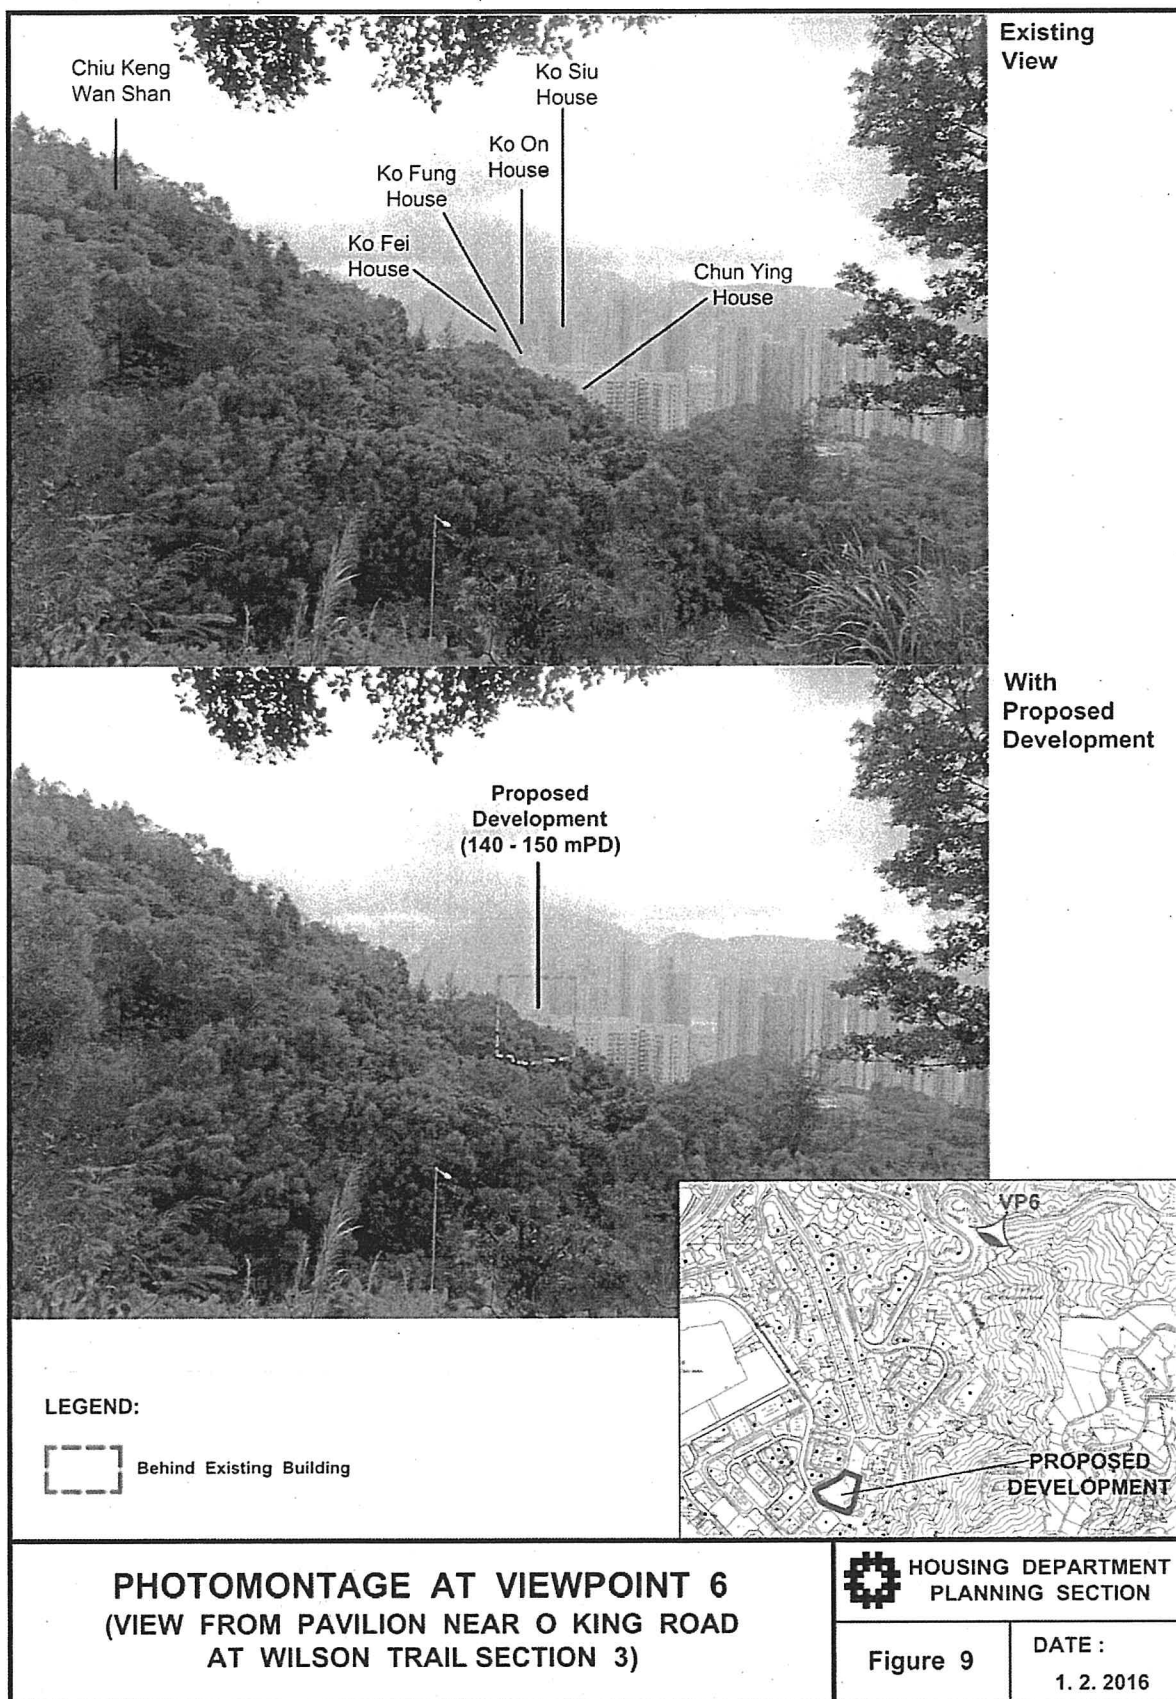 Existing
View
Chiu Keng
Wan Shan
Ko Siu
House
Ko On
House
Ko Fung
House
Ko Fei
House
Chun Ying
House
With
Proposed
Development
Proposed
Development
(140 - 150 mPD)
VP6
PROPOSED
DEVELOPMENT
LEGEND:
Behind Existing Building
PHOTOMONTAGE AT VIEWPOINT 6
(VIEW FROM PAVILION NEAR O KING ROAD
AT WILSON TRAIL SECTION 3)
HOUSING DEPARTMENT
PLANNING SECTION
Figure 9
DATE :
1. 2. 2016